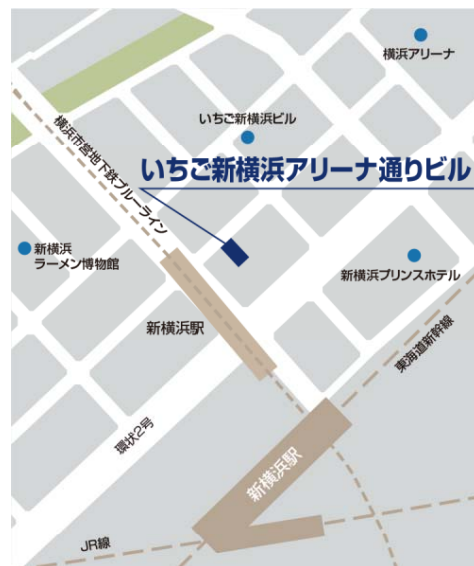 横浜アリーナ
いちご新横浜ビル
横浜市営地下鉄ブルーライン
いちご新横浜アリーナ通りビル
新横浜
ラーメン博物館
新横浜プリンスホテル
新横浜駅
東海道新幹線
環状2号
新横浜駅
JR線